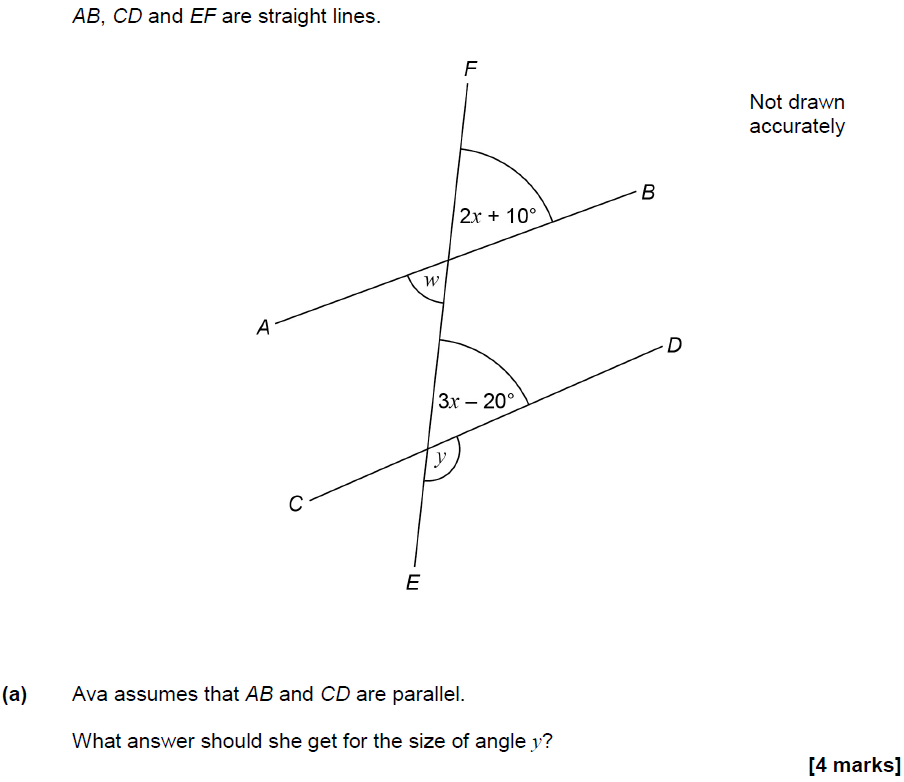 AB, CD and EF are straight lines.
F
Not drawn
accurately
B
2x + 10°
w
A
D
3x – 20°
y
C
E
(a) Ava assumes that AB and CD are parallel.
What answer should she get for the size of angle y?
[4 marks]